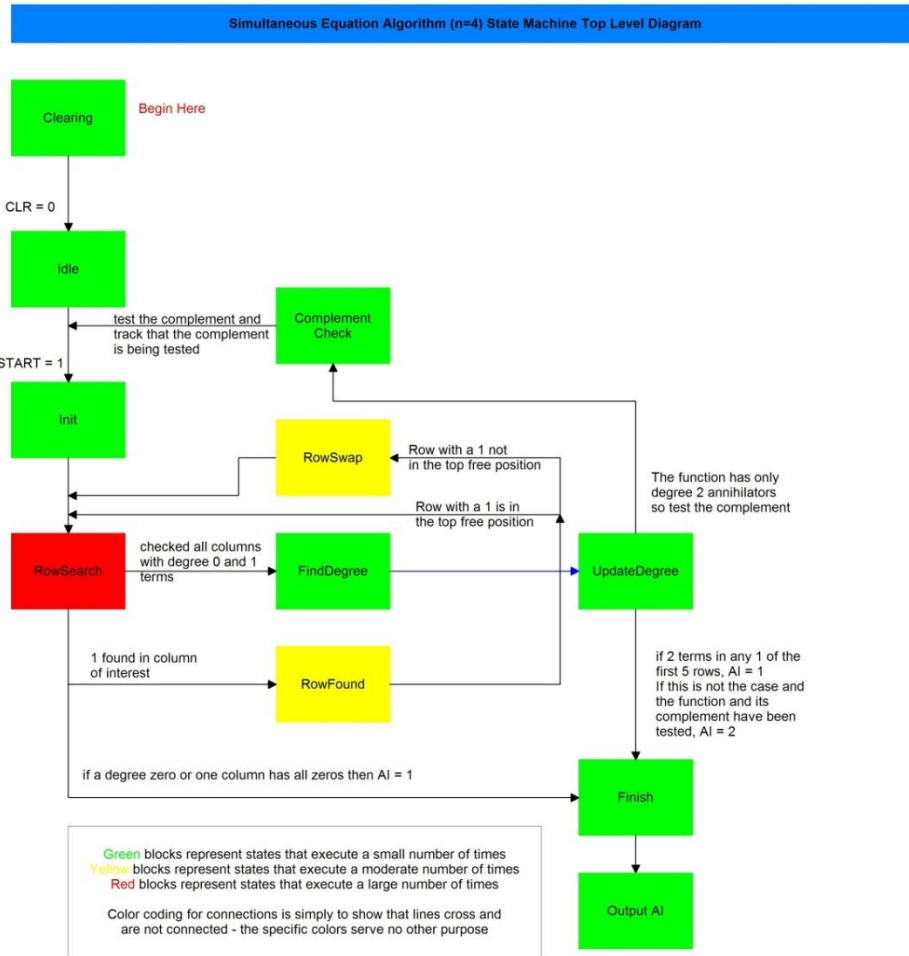 Simultaneous Equation Algorithm (n=4) State Machine Top Level Diagram
Clearing
Begin Here
CLR = 0
Idle
test the complement and
track that the complement
is being tested
Complement
Check
START = 1
Init
RowSwap
Row with a 1 not
in the top free position
Row with a 1 is in
the top free position
The function has only
degree 2 annihilators
so test the complement
RowSearch
checked all columns
with degree 0 and 1
terms
FindDegree
UpdateDegree
1 found in column
of interest
RowFound
if 2 terms in any 1 of the
first 5 rows, AI = 1
If this is not the case and
the function and its
complement have been
tested, AI = 2
if a degree zero or one column has all zeros then AI = 1
Finish
Green blocks represent states that execute a small number of times
Yellow blocks represent states that execute a moderate number of times
Red blocks represent states that execute a large number of times
Color coding for connections is simply to show that lines cross and
are not connected - the specific colors serve no other purpose
Output AI